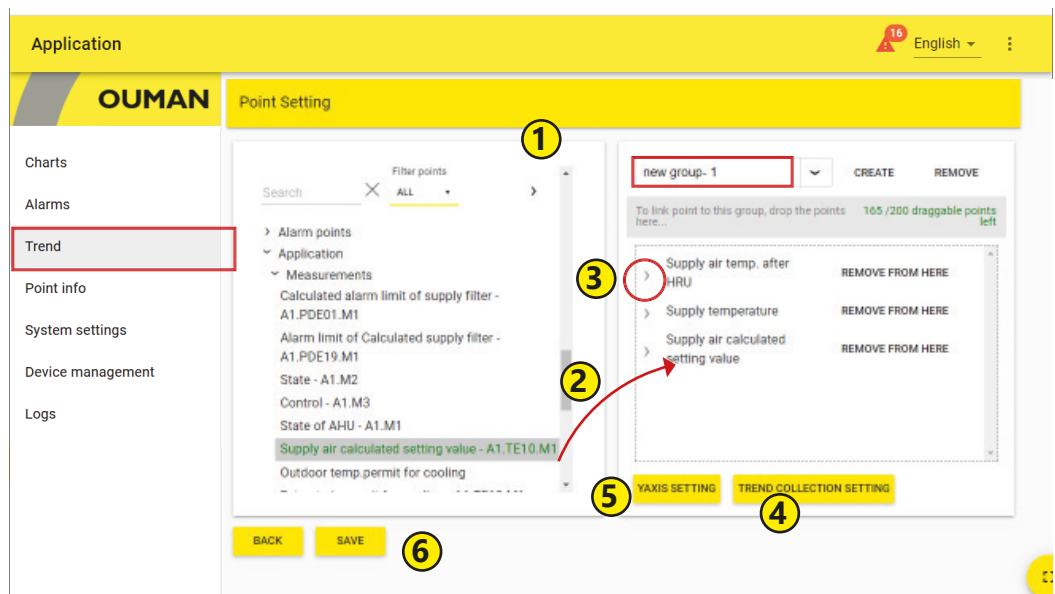 Application
16
English
OUMAN
Point Setting
Charts
Alarms
Trend
Point info
System settings
Device management
Logs
1
Filter points
Search
ALL
Alarm points
Application
Measurements
Calculated alarm limit of supply filter -
A1.PDE01.M1
Alarm limit of Calculated supply filter -
A1.PDE19.M1
State - A1.M2
Control - A1.M3
State of AHU - A1.M1
Supply air calculated setting value - A1.TE10.M1
Outdoor temp.permit for cooling
2
new group- 1
CREATE
REMOVE
To link point to this group, drop the points
here...
165 /200 draggable points
left
3
Supply air temp. after
HRU
REMOVE FROM HERE
Supply temperature
REMOVE FROM HERE
Supply air calculated
setting value
REMOVE FROM HERE
5
YAXIS SETTING
TREND COLLECTION SETTING
4
BACK
SAVE
6